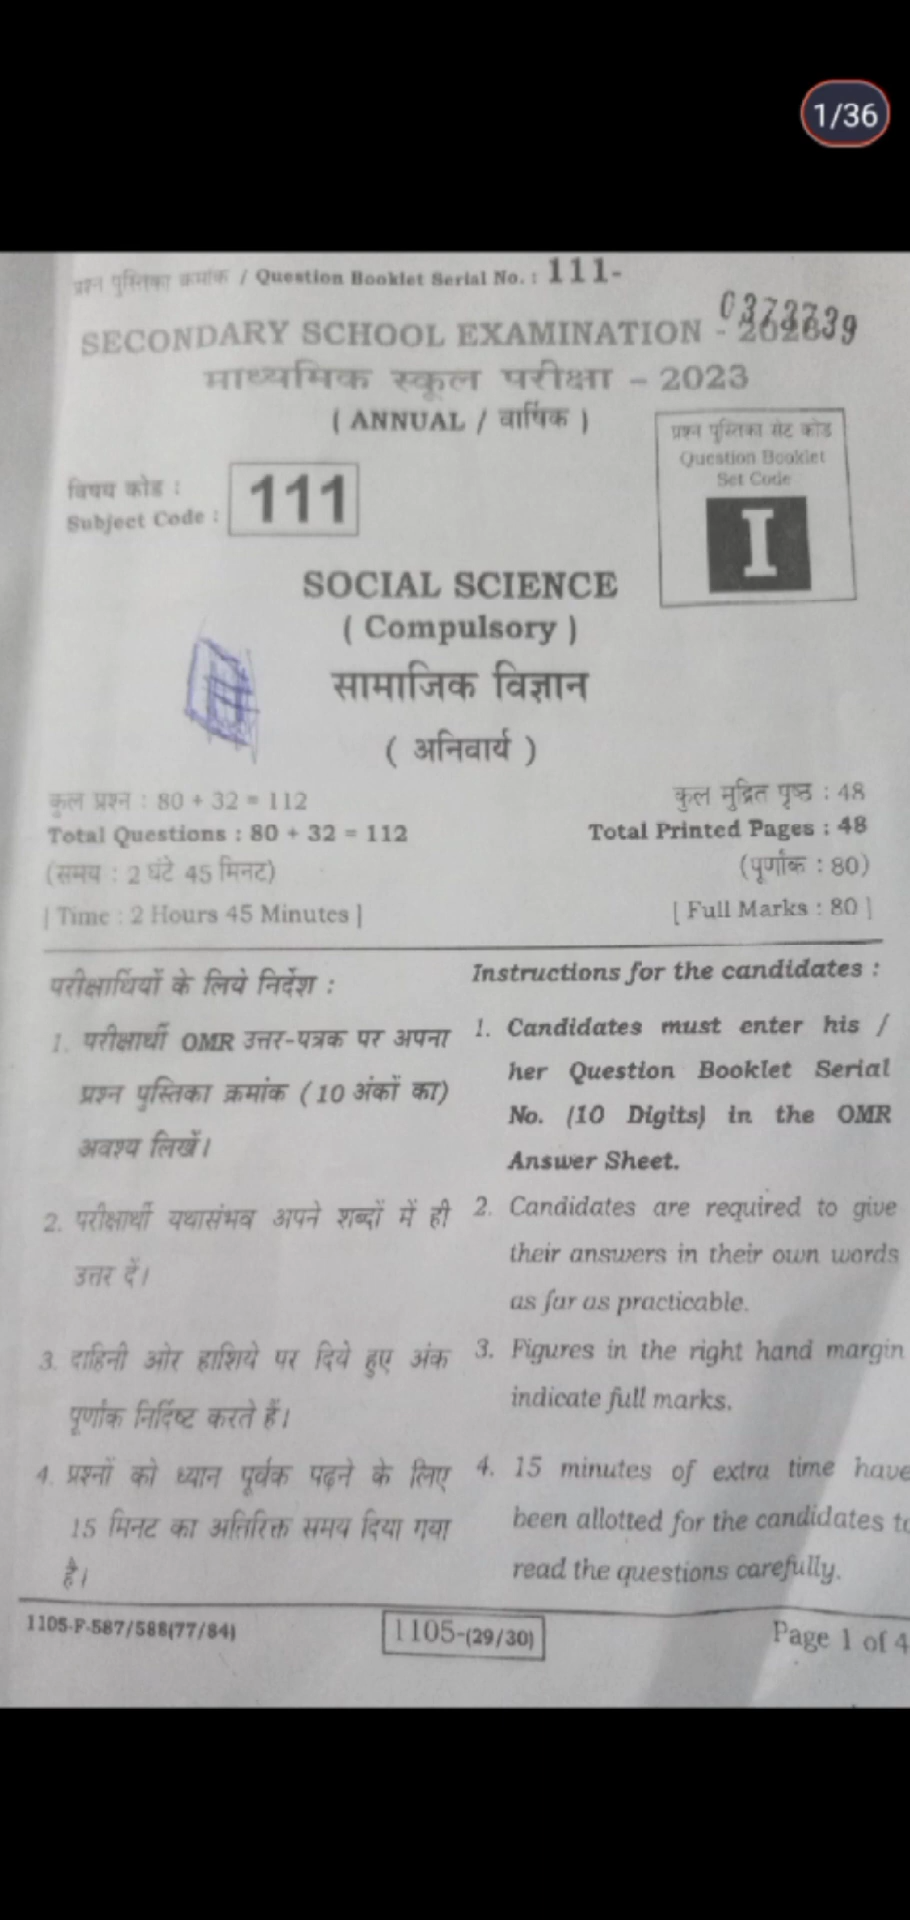 1/36
प्रश्न पुस्तिका क्रमांक / Question Booklet Serial No. : 111-
0373739
SECONDARY SCHOOL EXAMINATION -
माध्यमिक स्कूल परीक्षा - 2023
( ANNUAL / वार्षिक )
प्रश्न पुस्तिका सेट कोड
Question Booklet
Set Code
I
विषय कोड :
Subject Code :
111
SOCIAL SCIENCE
( Compulsory )
सामाजिक विज्ञान
( अनिवार्य )
कुल प्रश्न : 80 + 32 = 112
Total Questions : 80 + 32 = 112
(समय : 2 घंटे 45 मिनट)
[ Time : 2 Hours 45 Minutes ]
कुल मुद्रित पृष्ठ : 48
Total Printed Pages : 48
(पूर्णांक : 80)
[ Full Marks : 80 ]
परीक्षार्थियों के लिये निर्देश :
1. परीक्षार्थी OMR उत्तर-पत्रक पर अपना
प्रश्न पुस्तिका क्रमांक ( 10 अंकों का)
अवश्य लिखें।
2. परीक्षार्थी यथासंभव अपने शब्दों में ही
उत्तर दें।
3. दाहिनी ओर हाशिये पर दिये हुए अंक
पूर्णांक निर्दिष्ट करते हैं।
4. प्रश्नों को ध्यान पूर्वक पढ़ने के लिए
15 मिनट का अतिरिक्त समय दिया गया
है।
Instructions for the candidates :
1. Candidates must enter his /
her Question Booklet Serial
No. (10 Digits) in the OMR
Answer Sheet.
2. Candidates are required to give
their answers in their own words
as far as practicable.
3. Figures in the right hand margin
indicate full marks.
4. 15 minutes of extra time have
been allotted for the candidates to
read the questions carefully.
1105-F-587/588(77/84)
1105-(29/30)
Page 1 of 4